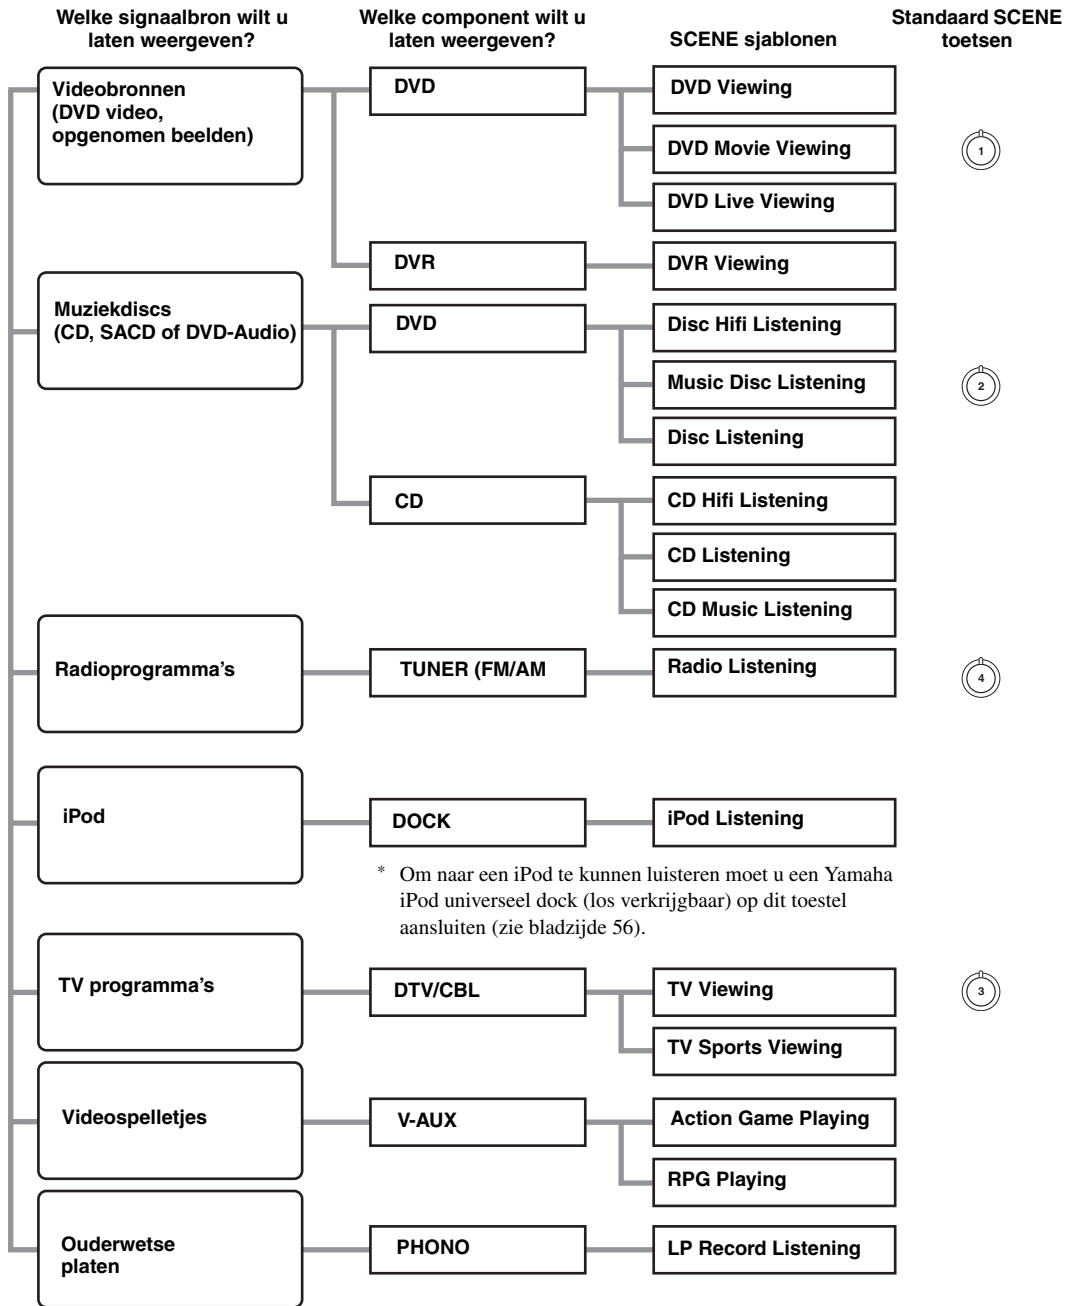 Welke signaalbron wilt u
laten weergeven?
Welke component wilt u
laten weergeven?
SCENE sjablonen
Standaard SCENE
toetsen
Videobronnen
(DVD video,
opgenomen beelden)
DVD
DVD Viewing
DVD Movie Viewing
1
DVD Live Viewing
DVR
DVR Viewing
Muziekdiscs
(CD, SACD of DVD-Audio)
DVD
Disc Hifi Listening
Music Disc Listening
2
Disc Listening
CD
CD Hifi Listening
CD Listening
CD Music Listening
Radioprogramma's
TUNER (FM/AM
Radio Listening
4
iPod
DOCK
iPod Listening
* Om naar een iPod te kunnen luisteren moet u een Yamaha
iPod universeel dock (los verkrijgbaar) op dit toestel
aansluiten (zie bladzijde 56).
TV programma's
DTV/CBL
TV Viewing
3
TV Sports Viewing
Videospelletjes
V-AUX
Action Game Playing
RPG Playing
Ouderwetse
platen
PHONO
LP Record Listening